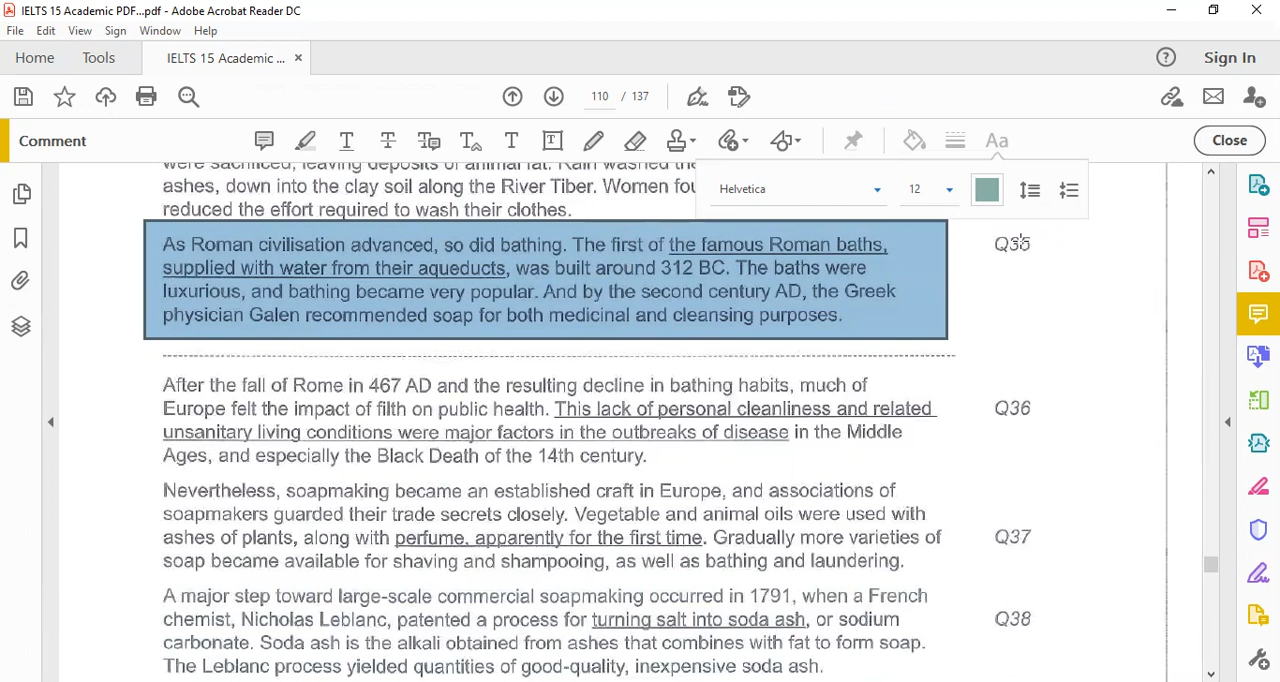 IELTS 15 Academic PDF...pdf - Adobe Acrobat Reader DC
File Edit View Sign Window Help
Home Tools IELTS 15 Academic ... × Sign In
110 / 137
Comment Close
were sacrificed, leaving deposits of animal fat. Rain washed the
Helvetica 12
ashes, down into the clay soil along the River Tiber. Women fou
reduced the effort required to wash their clothes.
As Roman civilisation advanced, so did bathing. The first of the famous Roman baths, Q35
supplied with water from their aqueducts, was built around 312 BC. The baths were
luxurious, and bathing became very popular. And by the second century AD, the Greek
physician Galen recommended soap for both medicinal and cleansing purposes.
After the fall of Rome in 467 AD and the resulting decline in bathing habits, much of
Europe felt the impact of filth on public health. This lack of personal cleanliness and related Q36
unsanitary living conditions were major factors in the outbreaks of disease in the Middle
Ages, and especially the Black Death of the 14th century.
Nevertheless, soapmaking became an established craft in Europe, and associations of
soapmakers guarded their trade secrets closely. Vegetable and animal oils were used with
ashes of plants, along with perfume, apparently for the first time. Gradually more varieties of Q37
soap became available for shaving and shampooing, as well as bathing and laundering.
A major step toward large-scale commercial soapmaking occurred in 1791, when a French
chemist, Nicholas Leblanc, patented a process for turning salt into soda ash, or sodium Q38
carbonate. Soda ash is the alkali obtained from ashes that combines with fat to form soap.
The Leblanc process yielded quantities of good-quality, inexpensive soda ash.